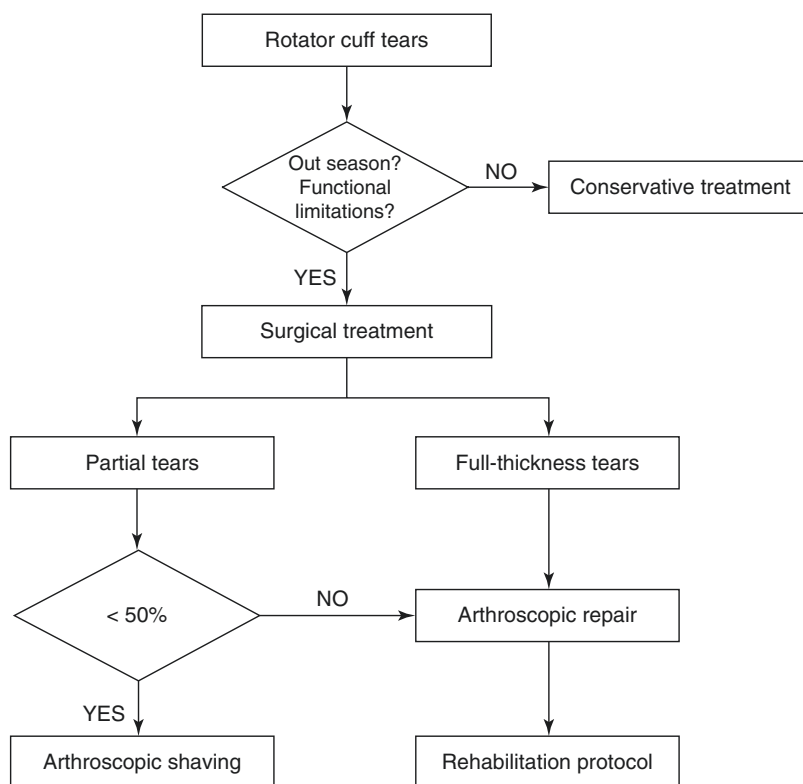 Rotator cuff tears
Out season?
Functional
limitations?
NO
Conservative treatment
YES
Surgical treatment
Partial tears
Full-thickness tears
< 50%
NO
Arthroscopic repair
YES
Arthroscopic shaving
Rehabilitation protocol